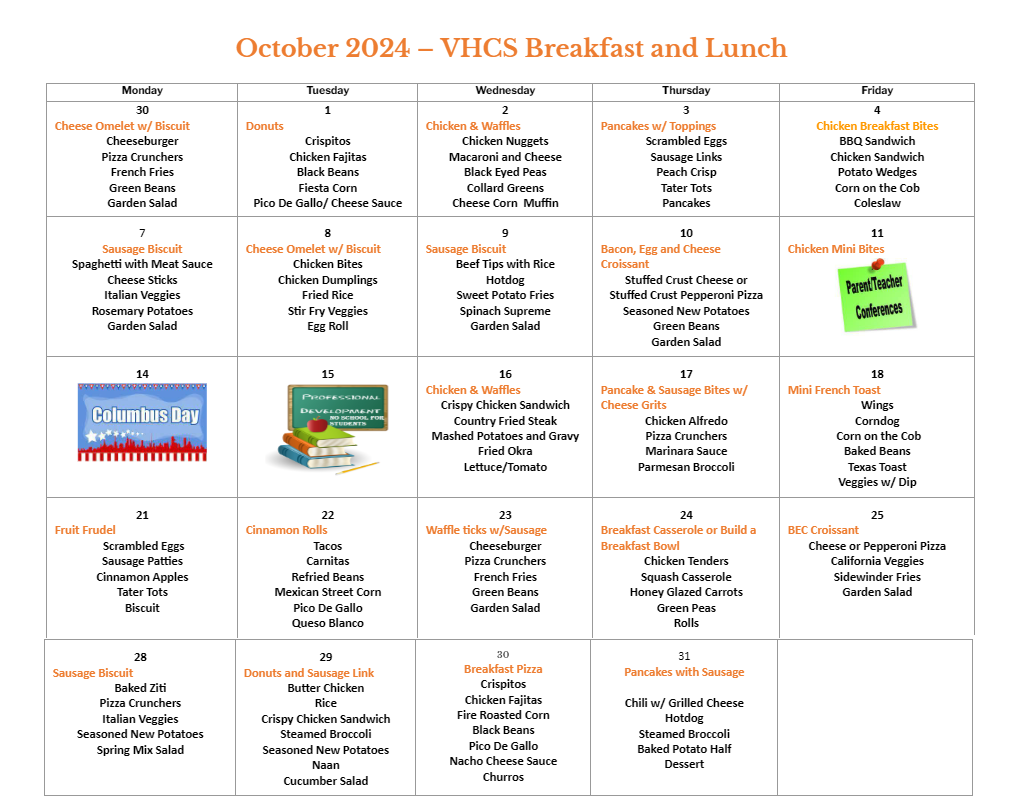 October 2024 – VHCS Breakfast and Lunch
Monday
Tuesday
Wednesday
Thursday
Friday
30
Cheese Omelet w/ Biscuit
Cheeseburger
Pizza Crunchers
French Fries
Green Beans
Garden Salad
1
Donuts
Crispitos
Chicken Fajitas
Black Beans
Fiesta Corn
Pico De Gallo/ Cheese Sauce
2
Chicken & Waffles
Chicken Nuggets
Macaroni and Cheese
Black Eyed Peas
Collard Greens
Cheese Corn Muffin
3
Pancakes w/ Toppings
Scrambled Eggs
Sausage Links
Peach Crisp
Tater Tots
Pancakes
4
Chicken Breakfast Bites
BBQ Sandwich
Chicken Sandwich
Potato Wedges
Corn on the Cob
Coleslaw
7
Sausage Biscuit
Spaghetti with Meat Sauce
Cheese Sticks
Italian Veggies
Rosemary Potatoes
Garden Salad
8
Cheese Omelet w/ Biscuit
Chicken Bites
Chicken Dumplings
Fried Rice
Stir Fry Veggies
Egg Roll
9
Sausage Biscuit
Beef Tips with Rice
Hotdog
Sweet Potato Fries
Spinach Supreme
Garden Salad
10
Bacon, Egg and Cheese
Croissant
Stuffed Crust Cheese or
Stuffed Crust Pepperoni Pizza
Seasoned New Potatoes
Green Beans
Garden Salad
11
Chicken Mini Bites
Parent/Teacher
Conferences
14
Columbus Day
15
PROFESSIONAL
DEVELOPMENT
NO SCHOOL FOR
STUDENTS
16
Chicken & Waffles
Crispy Chicken Sandwich
Country Fried Steak
Mashed Potatoes and Gravy
Fried Okra
Lettuce/Tomato
17
Pancake & Sausage Bites w/
Cheese Grits
Chicken Alfredo
Pizza Crunchers
Marinara Sauce
Parmesan Broccoli
18
Mini French Toast
Wings
Corndog
Corn on the Cob
Baked Beans
Texas Toast
Veggies w/ Dip
21
Fruit Frudel
Scrambled Eggs
Sausage Patties
Cinnamon Apples
Tater Tots
Biscuit
22
Cinnamon Rolls
Tacos
Carnitas
Refried Beans
Mexican Street Corn
Pico De Gallo
Queso Blanco
23
Waffle ticks w/Sausage
Cheeseburger
Pizza Crunchers
French Fries
Green Beans
Garden Salad
24
Breakfast Casserole or Build a
Breakfast Bowl
Chicken Tenders
Squash Casserole
Honey Glazed Carrots
Green Peas
Rolls
25
BEC Croissant
Cheese or Pepperoni Pizza
California Veggies
Sidewinder Fries
Garden Salad
28
Sausage Biscuit
Baked Ziti
Pizza Crunchers
Italian Veggies
Seasoned New Potatoes
Spring Mix Salad
29
Donuts and Sausage Link
Butter Chicken
Rice
Crispy Chicken Sandwich
Steamed Broccoli
Seasoned New Potatoes
Naan
Cucumber Salad
30
Breakfast Pizza
Crispitos
Chicken Fajitas
Fire Roasted Corn
Black Beans
Pico De Gallo
Nacho Cheese Sauce
Churros
31
Pancakes with Sausage
Chili w/ Grilled Cheese
Hotdog
Steamed Broccoli
Baked Potato Half
Dessert